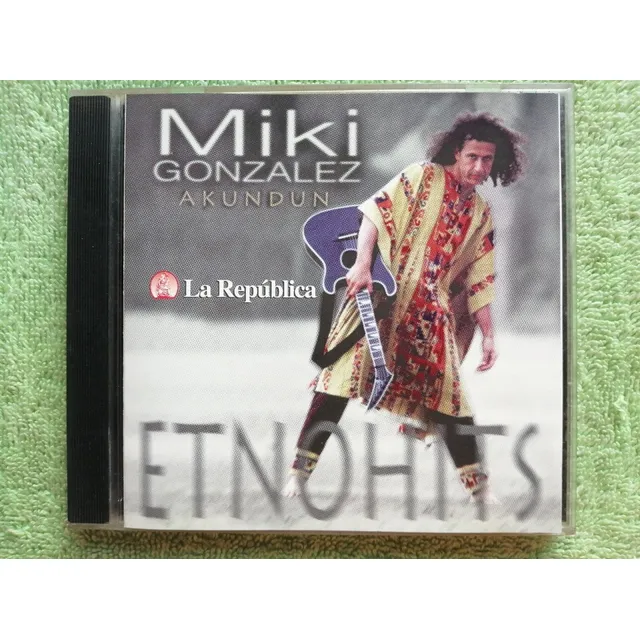 Miki
GONZALEZ
AKUNDUN
La República
ETNOHITS